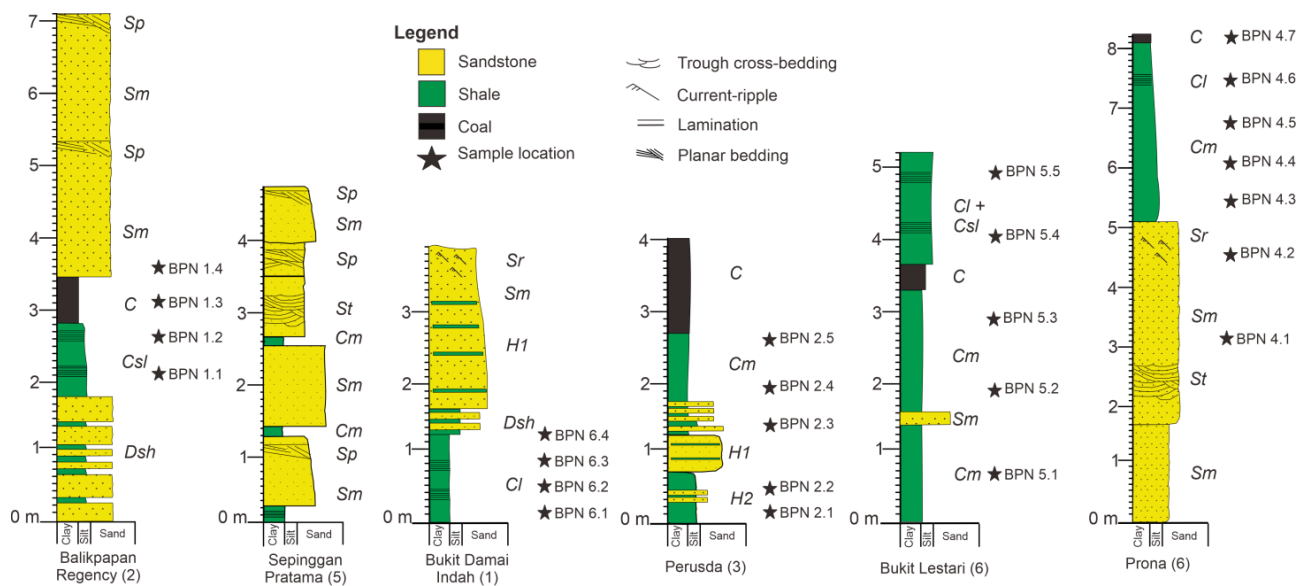 Legend
Sandstone
Shale
Coal
Sample location
Trough cross-bedding
Current-ripple
Lamination
Planar bedding
7
6
5
4
3
2
1
0 m
Sp
Sm
Sp
Sm
C
Csl
Dsh
BPN 1.4
BPN 1.3
BPN 1.2
BPN 1.1
Clay
Silt
Sand
Balikpapan
Regency (2)
4
3
2
1
0 m
Sp
Sm
Sp
St
Cm
Sm
Cm
Sp
Sm
Clay
Silt
Sand
Sepinggan
Pratama (5)
3
2
1
0 m
Sr
Sm
H1
Dsh
Cl
BPN 6.4
BPN 6.3
BPN 6.2
BPN 6.1
Clay
Silt
Sand
Bukit Damai
Indah (1)
4
3
2
1
0 m
C
Cm
H1
H2
BPN 2.5
BPN 2.4
BPN 2.3
BPN 2.2
BPN 2.1
Clay
Silt
Sand
Perusda (3)
5
4
3
2
1
0 m
Cl +
Csl
C
Cm
Sm
Cm
BPN 5.5
BPN 5.4
BPN 5.3
BPN 5.2
BPN 5.1
Clay
Silt
Sand
Bukit Lestari (6)
8
7
6
5
4
3
2
1
0 m
C
Cl
Cm
Sr
Sm
St
Sm
BPN 4.7
BPN 4.6
BPN 4.5
BPN 4.4
BPN 4.3
BPN 4.2
BPN 4.1
Clay
Silt
Sand
Prona (6)